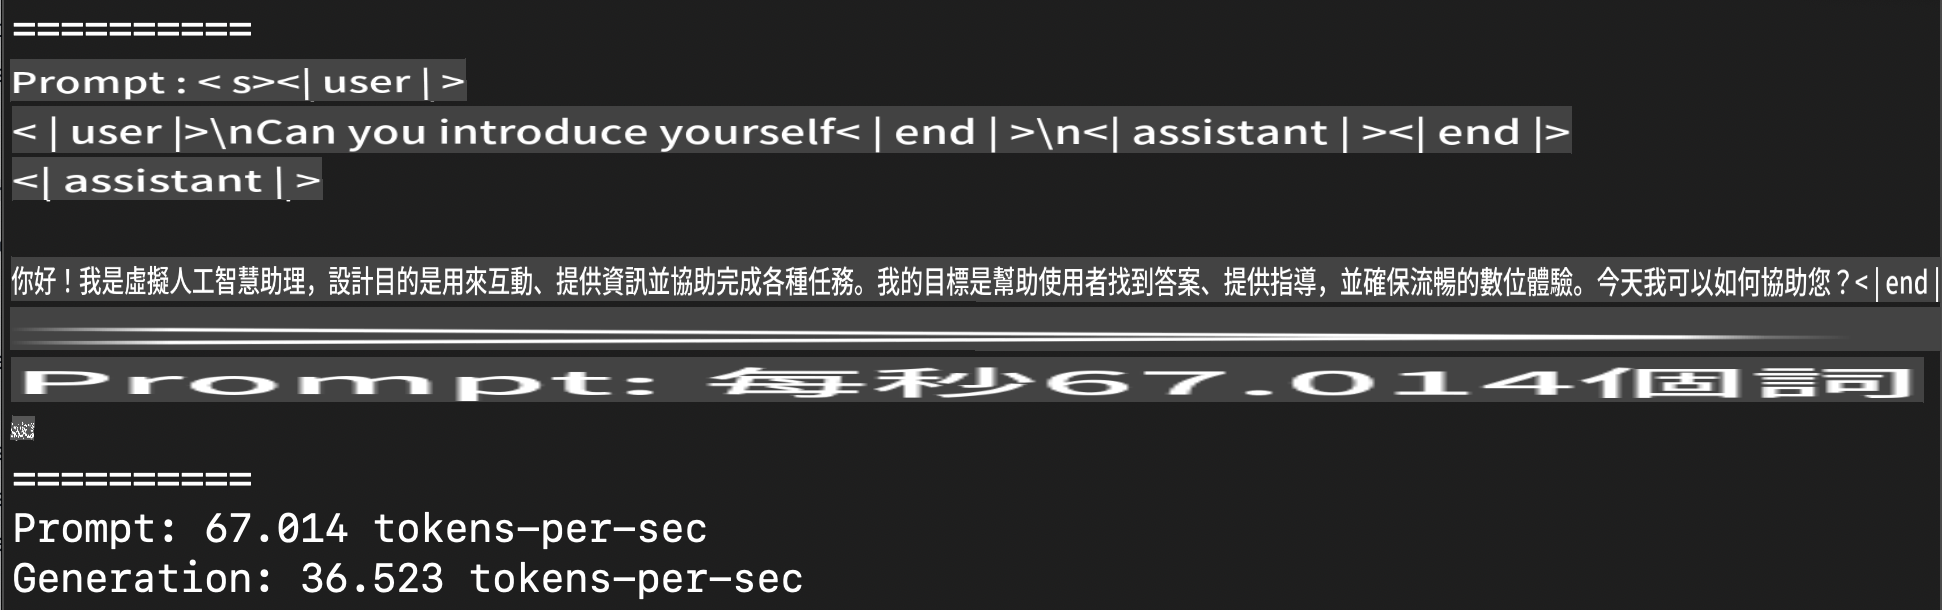 ==========
Prompt : < s><| user | >
< | user |>\nCan you introduce yourself< | end | >\n<| assistant | ><| end |>
<| assistant | >
你好！我是虛擬人工智慧助理，設計目的是用來互動、提供資訊並協助完成各種任務。我的目標是幫助使用者找到答案、提供指導，並確保流暢的數位體驗。今天我可以如何協助您？< | end |
Prompt: 每秒67.014個詞
==========
Prompt: 67.014 tokens-per-sec
Generation: 36.523 tokens-per-sec